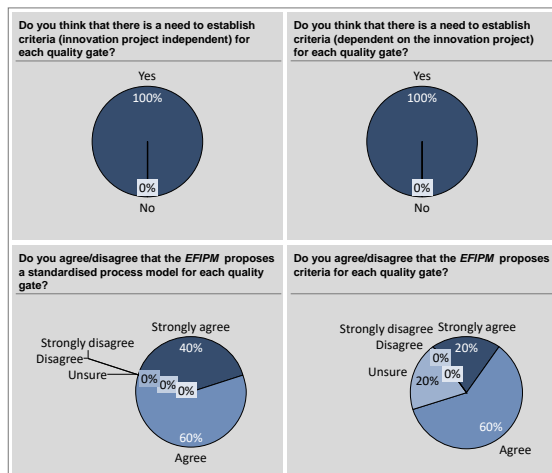 Do you think that there is a need to establish
criteria (innovation project independent) for
each quality gate?
Yes
100%
0%
No
Do you think that there is a need to establish
criteria (dependent on the innovation project)
for each quality gate?
Yes
100%
0%
No
Do you agree/disagree that the EFIPM proposes
a standardised process model for each quality
gate?
Strongly agree
Strongly disagree
40%
Disagree
Unsure
0%
0%
0%
60%
Agree
Do you agree/disagree that the EFIPM proposes
criteria for each quality gate?
Strongly disagree
Strongly agree
Disagree
20%
0%
Unsure
0%
20%
60%
Agree